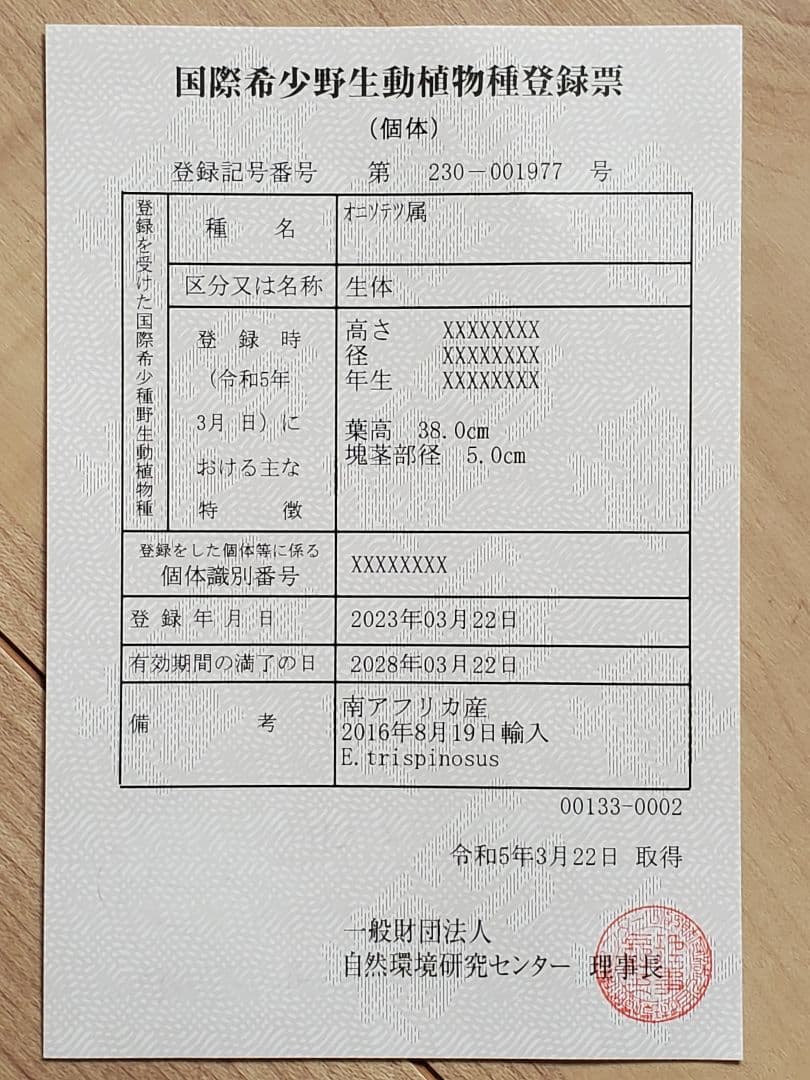 国際希少野生動植物種登録票
（個体）
登録記号番号　第　230－001977　号
登録を受けた国際希少種野生動植物種
種　名　ｵﾆｿﾃﾂ属
区分又は名称　生体
登録時
（令和5年
3月　日）に
おける主な
特　徴
高さ　XXXXXXXX
径　XXXXXXXX
年生　XXXXXXXX
葉高　38.0cm
塊茎部径　5.0cm
登録をした個体等に係る
個体識別番号　XXXXXXXX
登録年月日　2023年03月22日
有効期間の満了の日　2028年03月22日
備　考
南アフリカ産
2016年8月19日輸入
E.trispinosus
00133-0002
令和5年3月22日　取得
一般財団法人
自然環境研究センター　理事長